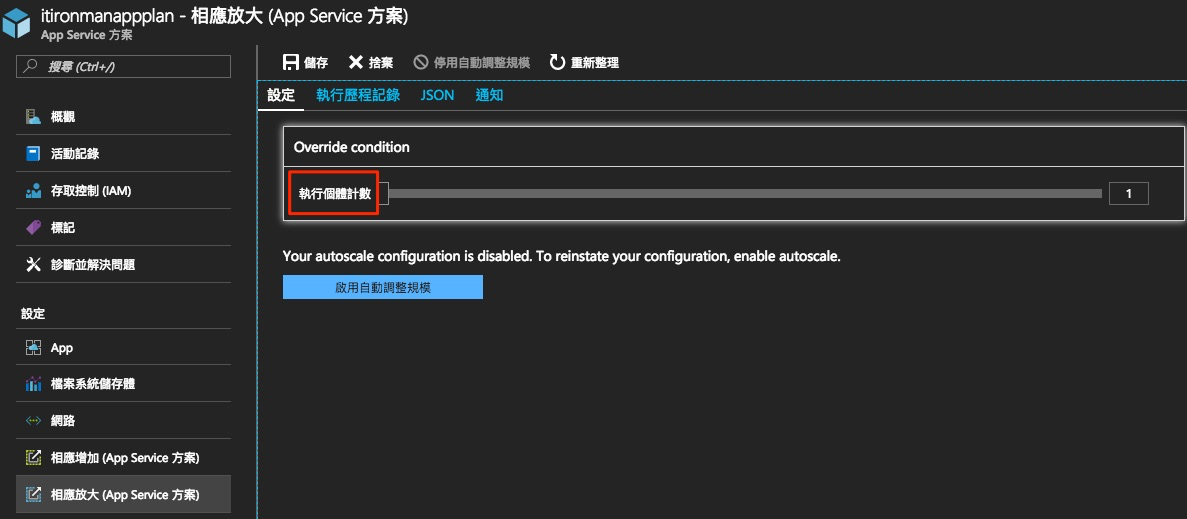 itironmanappplan - 相應放大 (App Service 方案)
App Service 方案
搜尋 (Ctrl+/)
概觀
活動記錄
存取控制 (IAM)
標記
診斷並解決問題
設定
App
檔案系統儲存體
網路
相應增加 (App Service 方案)
相應放大 (App Service 方案)
儲存 捨棄 停用自動調整規模 重新整理
設定 執行歷程記錄 JSON 通知
Override condition
執行個體計數 1
Your autoscale configuration is disabled. To reinstate your configuration, enable autoscale.
啟用自動調整規模